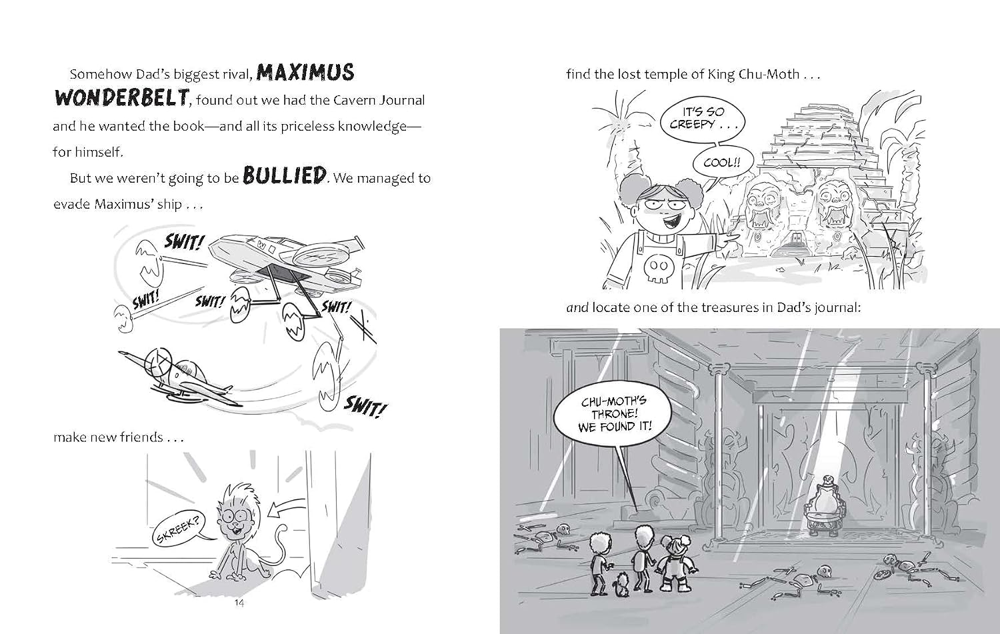 Somehow Dad's biggest rival, MAXIMUS
WONDERBELT, found out we had the Cavern Journal
and he wanted the book—and all its priceless knowledge—
for himself.
But we weren't going to be BULLIED. We managed to
evade Maximus' ship . . .
SWIT!
W
SWIT!
SWIT!
SWIT!
SWIT!
make new friends . . .
SKREEK?
14
find the lost temple of King Chu-Moth . . .
IT'S SO
CREEPY . . .
COOL!!
and locate one of the treasures in Dad's journal:
CHU-MOTH'S
THRONE!
WE FOUND IT!